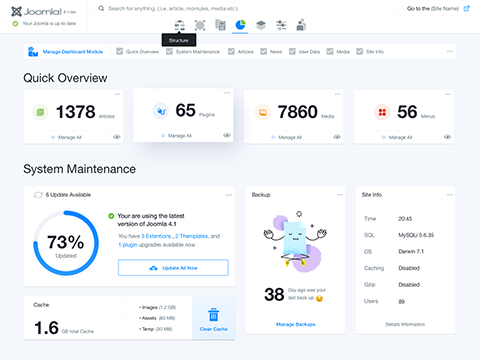 Joomla! 4.1 dev
Search for anything, (i.e. article, momules, media etc.)
Go to the (Site Name)
Your Joomla is up to date
Structure
Manage Dashboard Module
Quick Overview
System Maintenance
Articles
News
User Data
Media
Site Info
Quick Overview
1378 Articles
Manage All
65 Plugins
Manage All
7860 Media
Manage All
56 Menus
Manage All
System Maintenance
6 Update Available
73%
Updated
Your are using the latest
version of Joomla 4.1
You have 3 Extensions, 2 Themplates, and
1 plugin upgrades available now
Update All Now
Cache
1.6 GB total Cache
• Images (1.2 GB)
• Assets (60 MB)
• Temp (30 MB)
Clear Cache
Backup
38 Day ago was your
last back up
Manage Backups
Site Info
Time 20:45
SQL MySQLi 5.6.35
OS Darwin 7.1
Caching Disabled
Gzip Disabled
Users 89
Details Information